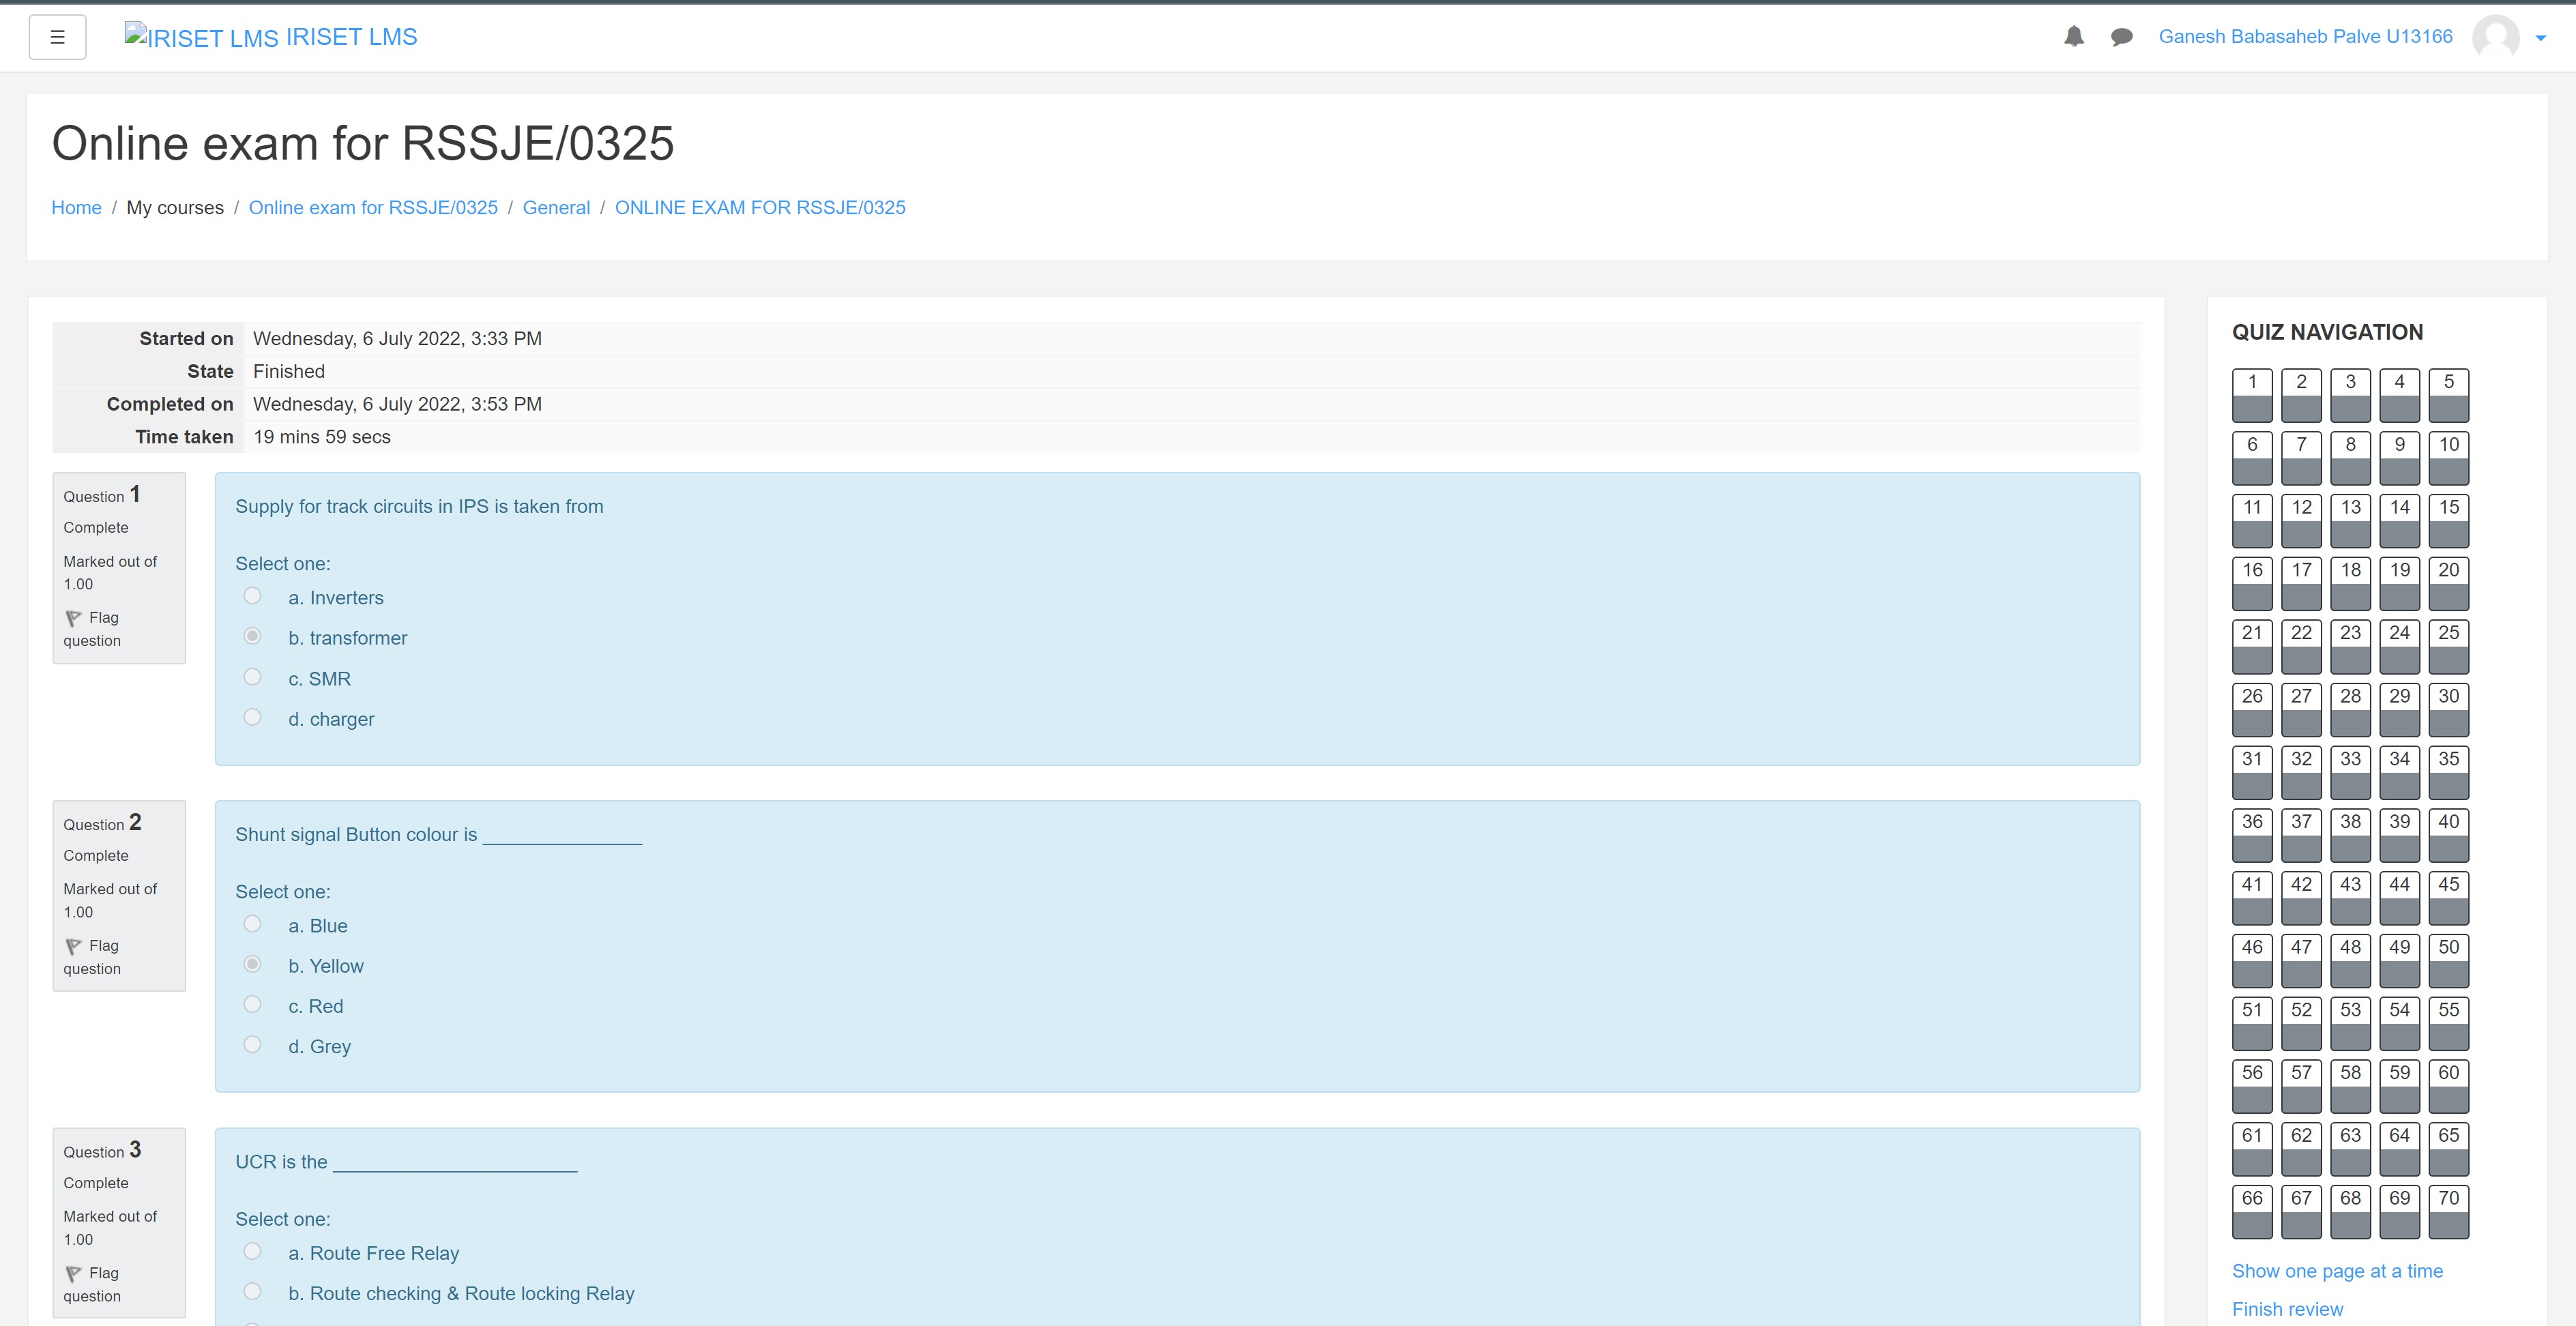 ☰
IRISET LMS IRISET LMS
Ganesh Babasaheb Palve U13166
Online exam for RSSJE/0325
Home / My courses / Online exam for RSSJE/0325 / General / ONLINE EXAM FOR RSSJE/0325
Started on Wednesday, 6 July 2022, 3:33 PM
State Finished
Completed on Wednesday, 6 July 2022, 3:53 PM
Time taken 19 mins 59 secs
Question 1
Complete
Marked out of
1.00
Flag
question
Supply for track circuits in IPS is taken from
Select one:
a. Inverters
b. transformer
c. SMR
d. charger
Question 2
Complete
Marked out of
1.00
Flag
question
Shunt signal Button colour is _______________
Select one:
a. Blue
b. Yellow
c. Red
d. Grey
Question 3
Complete
Marked out of
1.00
Flag
question
UCR is the _______________________
Select one:
a. Route Free Relay
b. Route checking & Route locking Relay
QUIZ NAVIGATION
1 2 3 4 5
6 7 8 9 10
11 12 13 14 15
16 17 18 19 20
21 22 23 24 25
26 27 28 29 30
31 32 33 34 35
36 37 38 39 40
41 42 43 44 45
46 47 48 49 50
51 52 53 54 55
56 57 58 59 60
61 62 63 64 65
66 67 68 69 70
Show one page at a time
Finish review